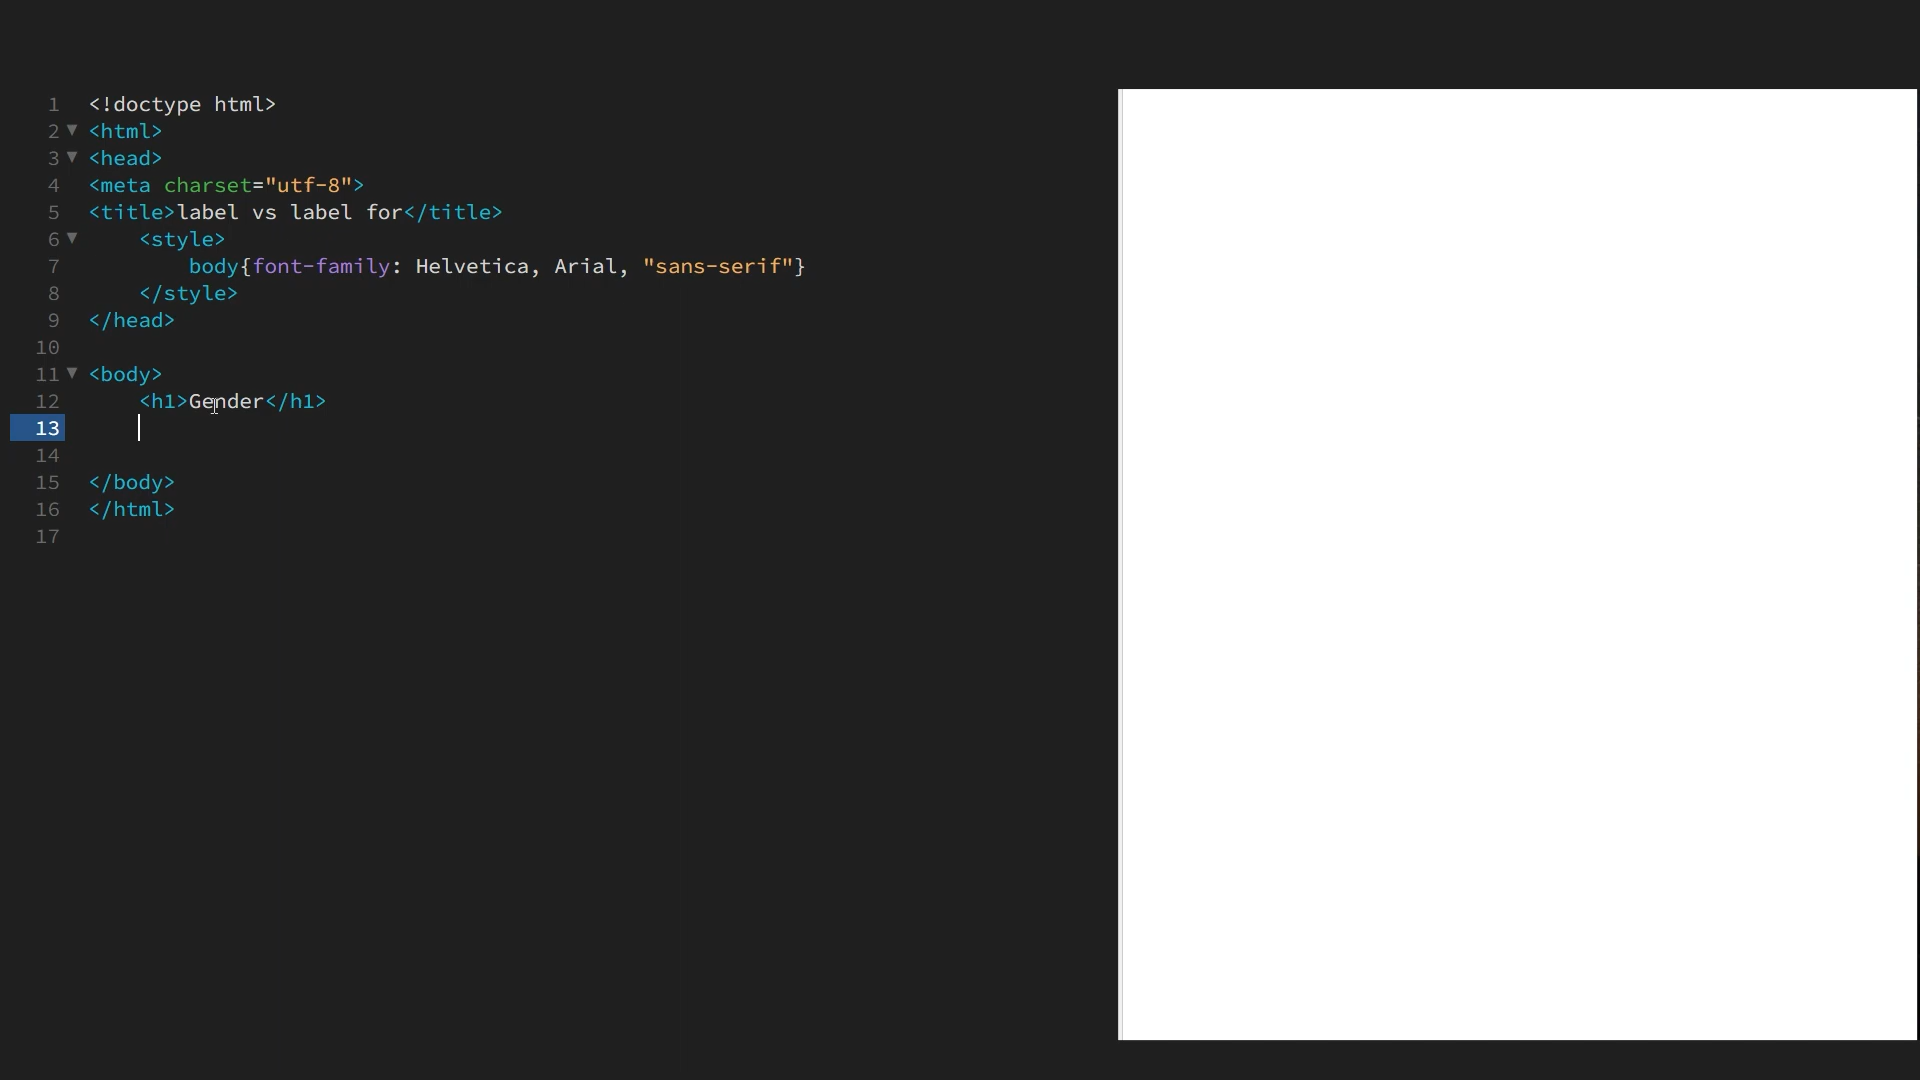 1 <!doctype html>
2 ▼ <html>
3 ▼ <head>
4 <meta charset="utf-8">
5 <title>label vs label for</title>
6 ▼ <style>
7 body{font-family: Helvetica, Arial, "sans-serif"}
8 </style>
9 </head>
10
11 ▼ <body>
12 <h1>Gender</h1>
13
14
15 </body>
16 </html>
17